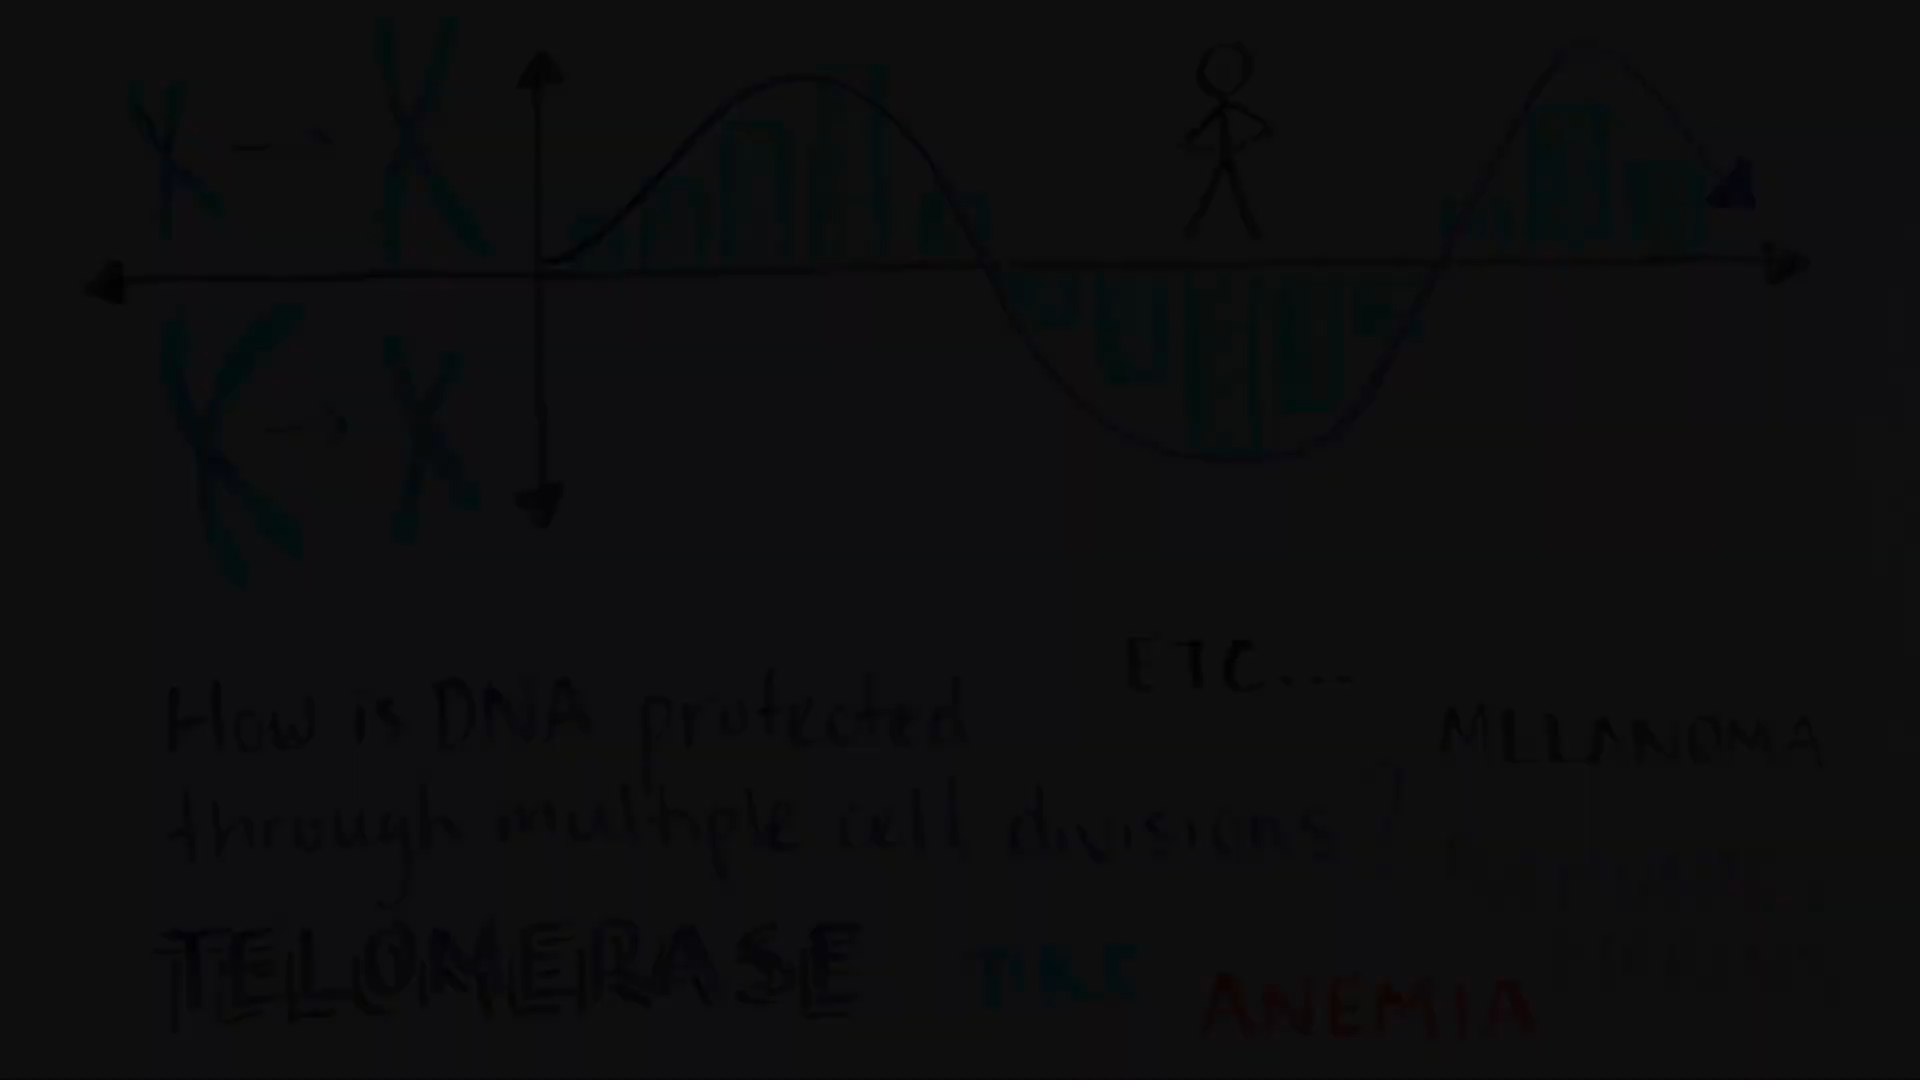 ETC...
How is DNA protected
MELANOMA
through multiple cell divisions?
TELOMERASE
ANEMIA